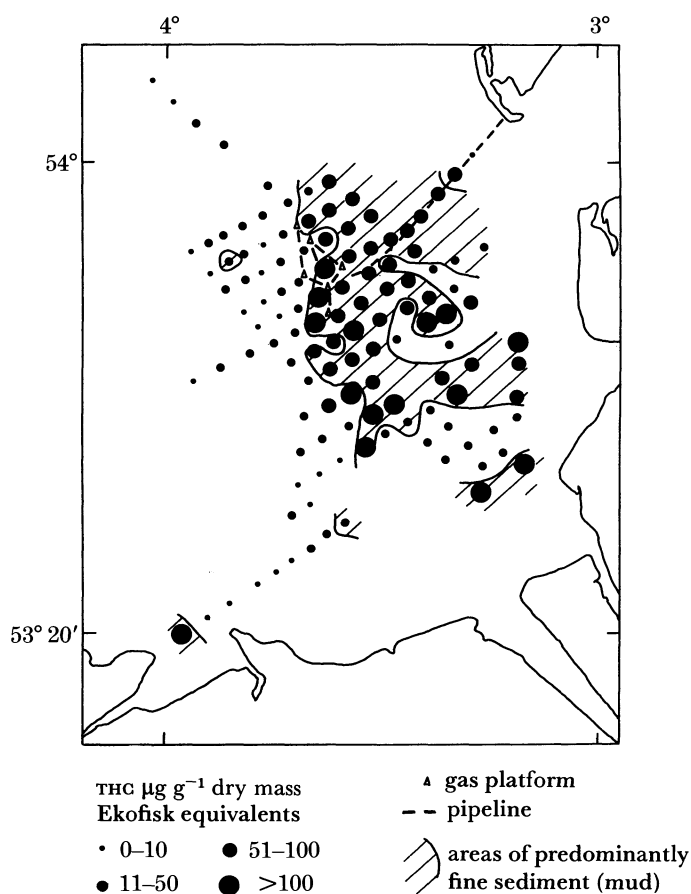 4° 3°
54°
53° 20′
THC µg g⁻¹ dry mass
Ekofisk equivalents
0–10 51–100
11–50 >100
gas platform
pipeline
areas of predominantly
fine sediment (mud)